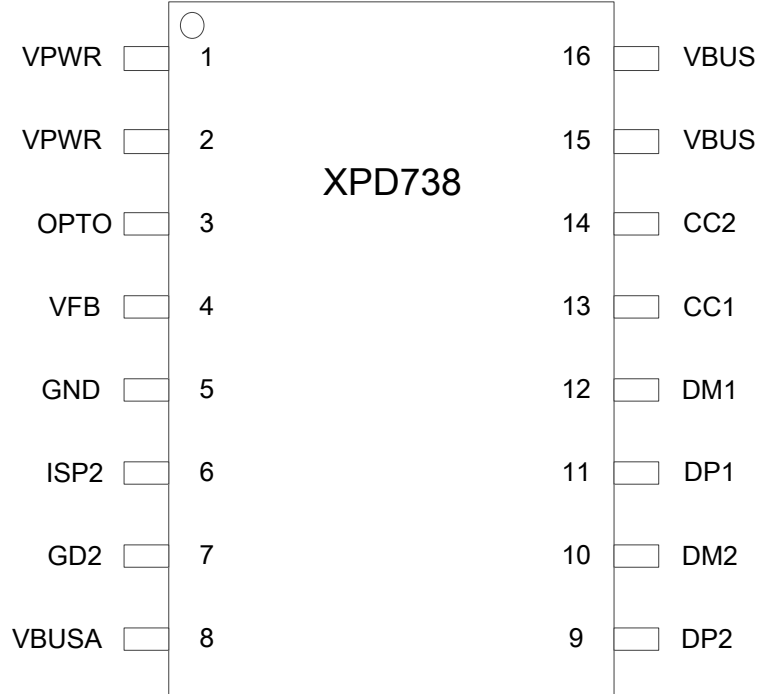 VPWR 1 16 VBUS
VPWR 2 15 VBUS
XPD738
OPTO 3 14 CC2
VFB 4 13 CC1
GND 5 12 DM1
ISP2 6 11 DP1
GD2 7 10 DM2
VBUSA 8 9 DP2